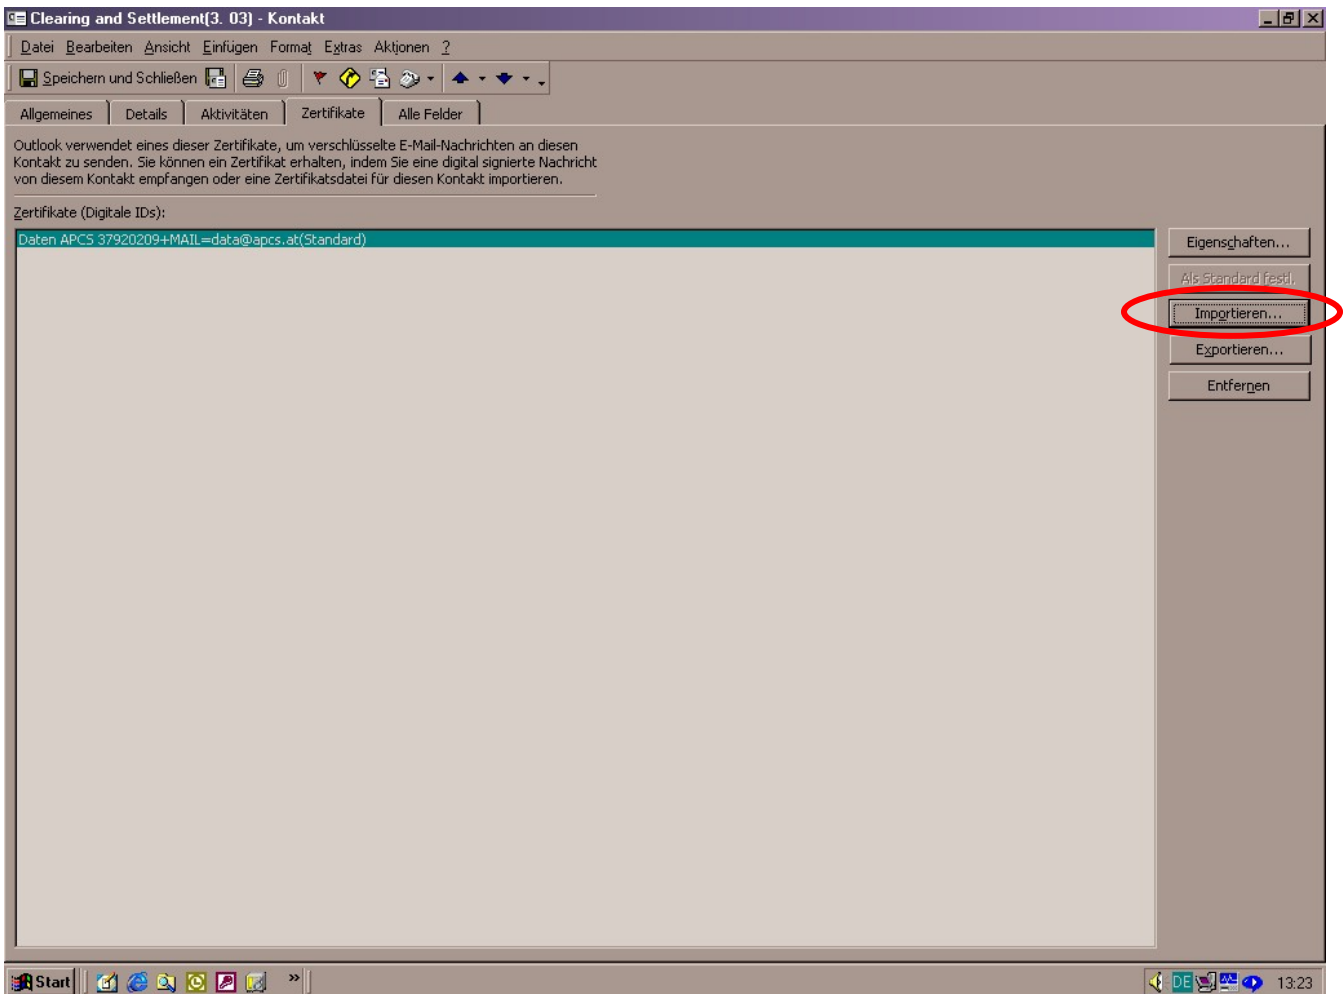 Clearing and Settlement(3. 03) - Kontakt
Datei Bearbeiten Ansicht Einfügen Format Extras Aktionen ?
Speichern und Schließen
Allgemeines Details Aktivitäten Zertifikate Alle Felder
Outlook verwendet eines dieser Zertifikate, um verschlüsselte E-Mail-Nachrichten an diesen
Kontakt zu senden. Sie können ein Zertifikat erhalten, indem Sie eine digital signierte Nachricht
von diesem Kontakt empfangen oder eine Zertifikatsdatei für diesen Kontakt importieren.
Zertifikate (Digitale IDs):
Daten APCS 37920209+MAIL=data@apcs.at(Standard)
Eigenschaften...
Als Standard festl.
Importieren...
Exportieren...
Entfernen
Start » DE 13:23